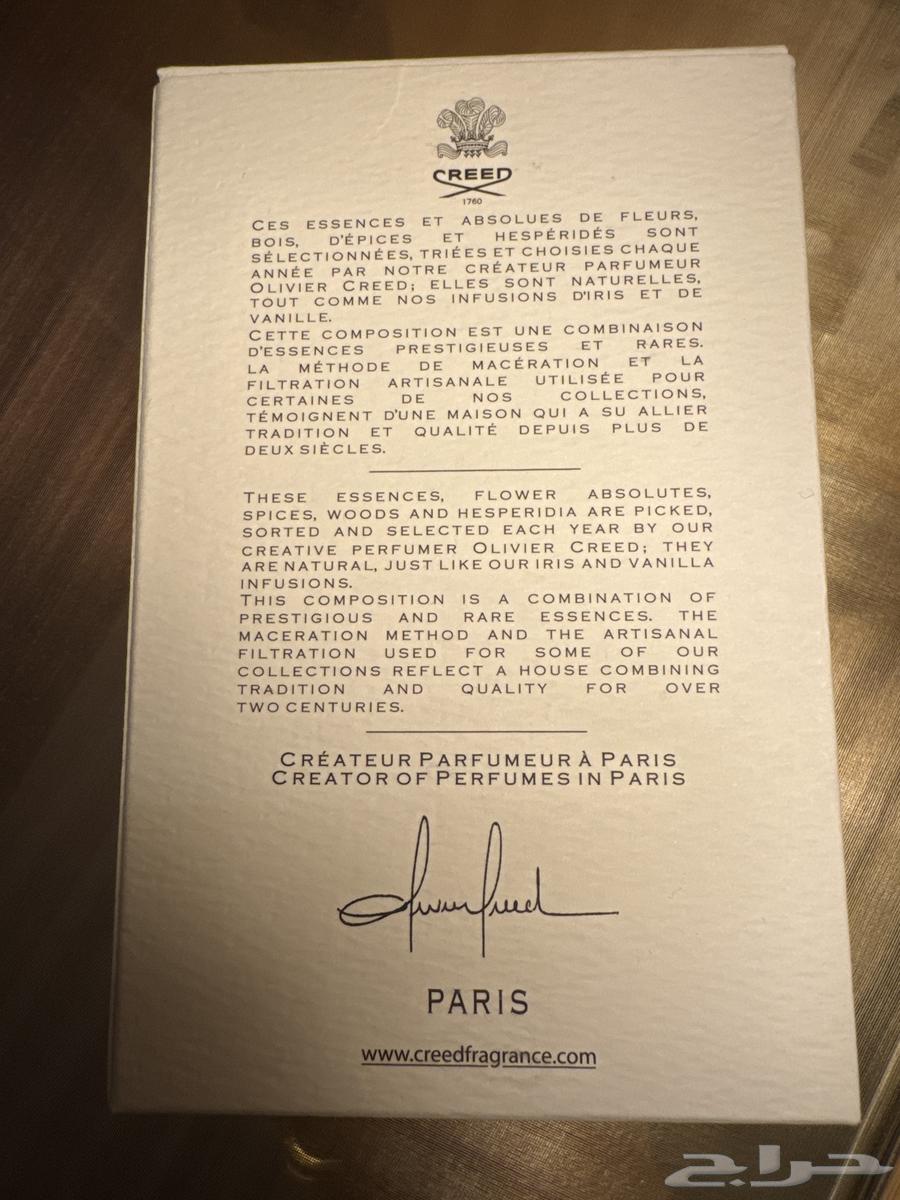 CREED
1760
CES ESSENCES ET ABSOLUES DE FLEURS,
BOIS, D'ÉPICES ET HESPÉRIDÉS SONT
SÉLECTIONNÉES, TRIÉES ET CHOISIES CHAQUE
ANNÉE PAR NOTRE CRÉATEUR PARFUMEUR
OLIVIER CREED; ELLES SONT NATURELLES,
TOUT COMME NOS INFUSIONS D'IRIS ET DE
VANILLE.
CETTE COMPOSITION EST UNE COMBINAISON
D'ESSENCES PRESTIGIEUSES ET RARES.
LA MÉTHODE DE MACÉRATION ET LA
FILTRATION ARTISANALE UTILISÉE POUR
CERTAINES DE NOS COLLECTIONS,
TÉMOIGNENT D'UNE MAISON QUI A SU ALLIER
TRADITION ET QUALITÉ DEPUIS PLUS DE
DEUX SIÈCLES.
THESE ESSENCES, FLOWER ABSOLUTES,
SPICES, WOODS AND HESPERIDIA ARE PICKED,
SORTED AND SELECTED EACH YEAR BY OUR
CREATIVE PERFUMER OLIVIER CREED; THEY
ARE NATURAL, JUST LIKE OUR IRIS AND VANILLA
INFUSIONS.
THIS COMPOSITION IS A COMBINATION OF
PRESTIGIOUS AND RARE ESSENCES. THE
MACERATION METHOD AND THE ARTISANAL
FILTRATION USED FOR SOME OF OUR
COLLECTIONS REFLECT A HOUSE COMBINING
TRADITION AND QUALITY FOR OVER
TWO CENTURIES.
CRÉATEUR PARFUMEUR À PARIS
CREATOR OF PERFUMES IN PARIS
Olivier Creed
PARIS
www.creedfragrance.com
حراج